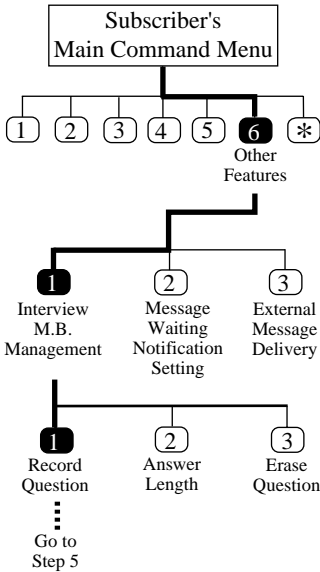 Subscriber's
Main Command Menu
1 2 3 4 5 6 *
Other
Features
1 2 3
Interview
M.B.
Management
Message
Waiting
Notification
Setting
External
Message
Delivery
1 2 3
Record
Question
Answer
Length
Erase
Question
Go to
Step 5